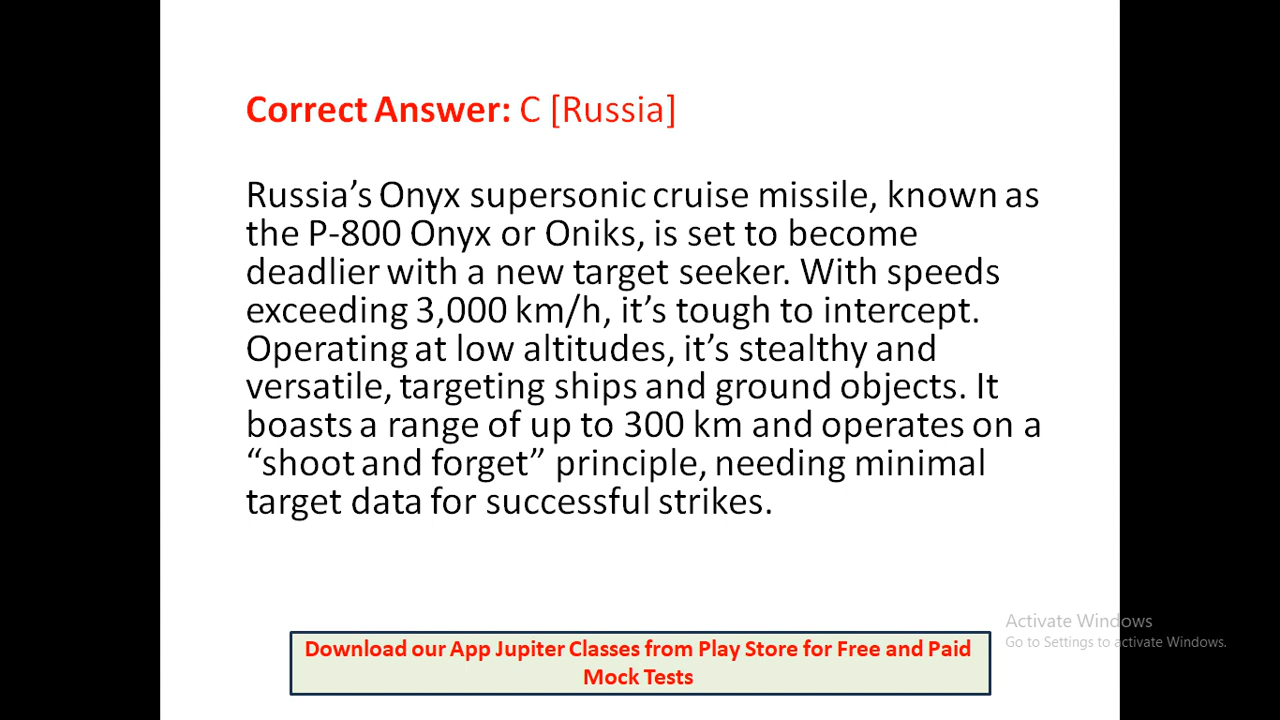 Correct Answer: C [Russia]
Russia’s Onyx supersonic cruise missile, known as
the P-800 Onyx or Oniks, is set to become
deadlier with a new target seeker. With speeds
exceeding 3,000 km/h, it’s tough to intercept.
Operating at low altitudes, it’s stealthy and
versatile, targeting ships and ground objects. It
boasts a range of up to 300 km and operates on a
“shoot and forget” principle, needing minimal
target data for successful strikes.
Activate Windows
Go to Settings to activate Windows.
Download our App Jupiter Classes from Play Store for Free and Paid
Mock Tests